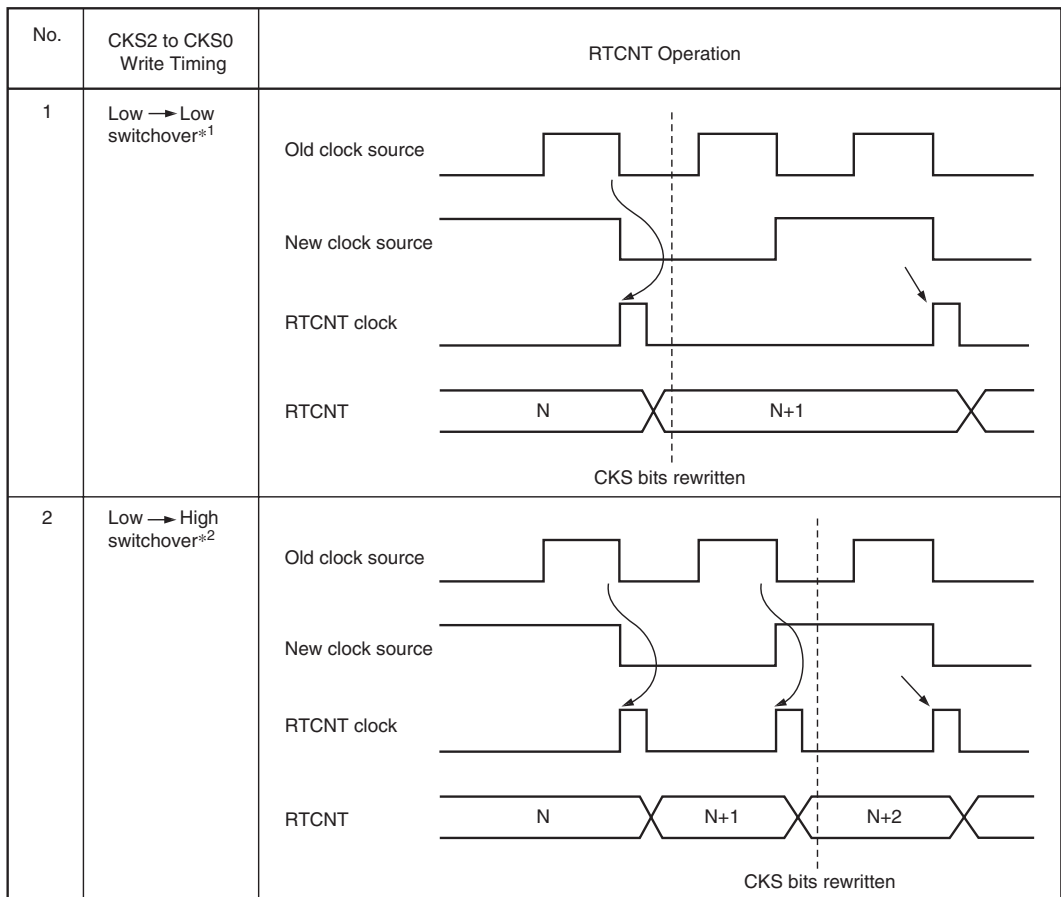 No.
CKS2 to CKS0
Write Timing
RTCNT Operation
1
Low → Low
switchover*1
Old clock source
New clock source
RTCNT clock
RTCNT
N
N+1
CKS bits rewritten
2
Low → High
switchover*2
Old clock source
New clock source
RTCNT clock
RTCNT
N
N+1
N+2
CKS bits rewritten